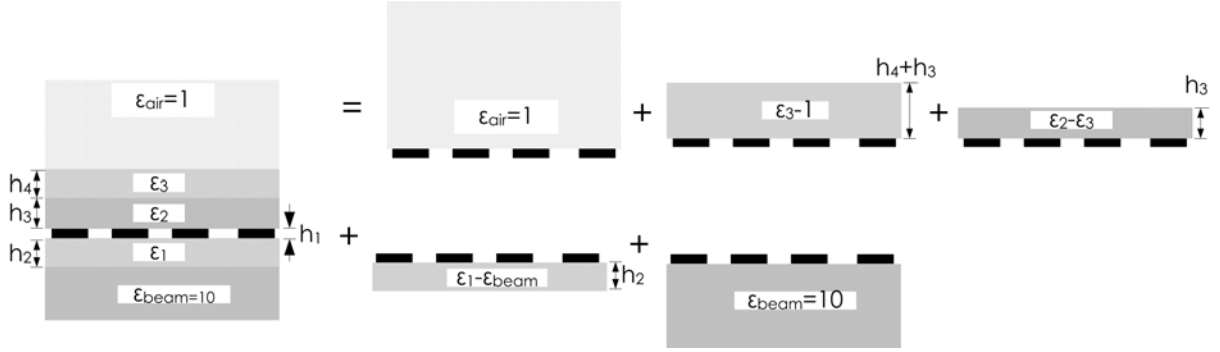 εair=1
ε3
ε2
ε1
εbeam=10
h4
h3
h2
h1
=
εair=1
+
ε3-1
h4+h3
+
ε2-ε3
h3
+
ε1-εbeam
h2
+
εbeam=10